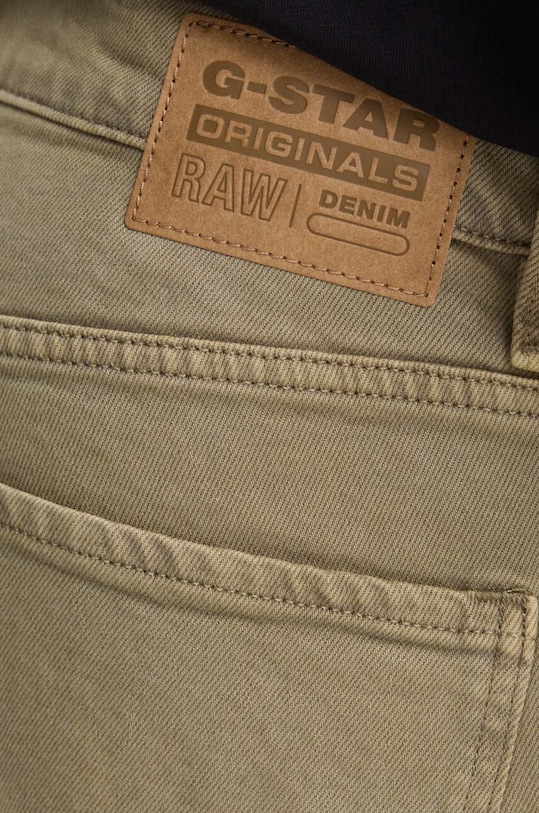 G-STAR
ORIGINALS
RAW | DENIM